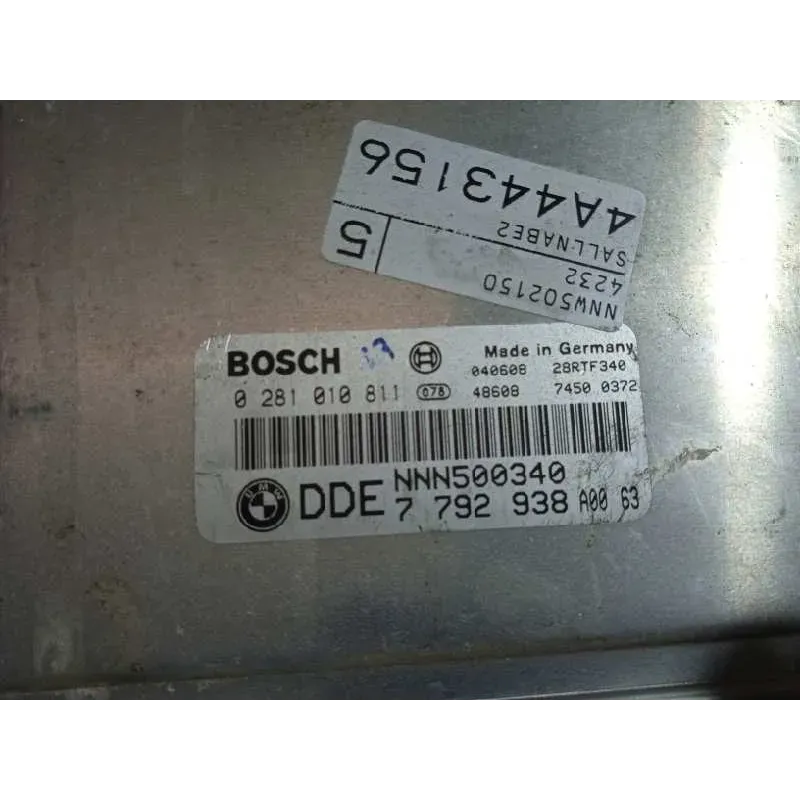 4A443156
SALLNABE2
5
4232
NNW502150
BOSCH
Made in Germany
040608 28RTF340
0 281 010 811 078 48608 7450 0372
NNN500340
BMW DDE 7 792 938 A00 63